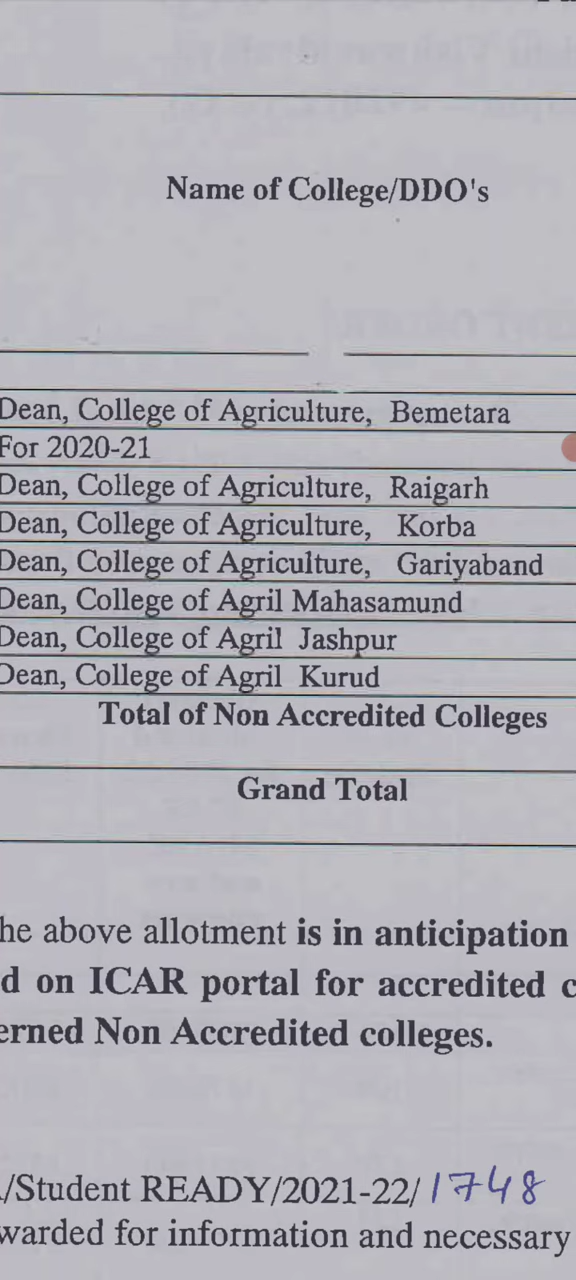 Name of College/DDO's
Dean, College of Agriculture, Bemetara
For 2020-21
Dean, College of Agriculture, Raigarh
Dean, College of Agriculture, Korba
Dean, College of Agriculture, Gariyaband
Dean, College of Agril Mahasamund
Dean, College of Agril Jashpur
Dean, College of Agril Kurud
Total of Non Accredited Colleges
Grand Total
he above allotment is in anticipation
d on ICAR portal for accredited c
erned Non Accredited colleges.
/Student READY/2021-22/1748
warded for information and necessary